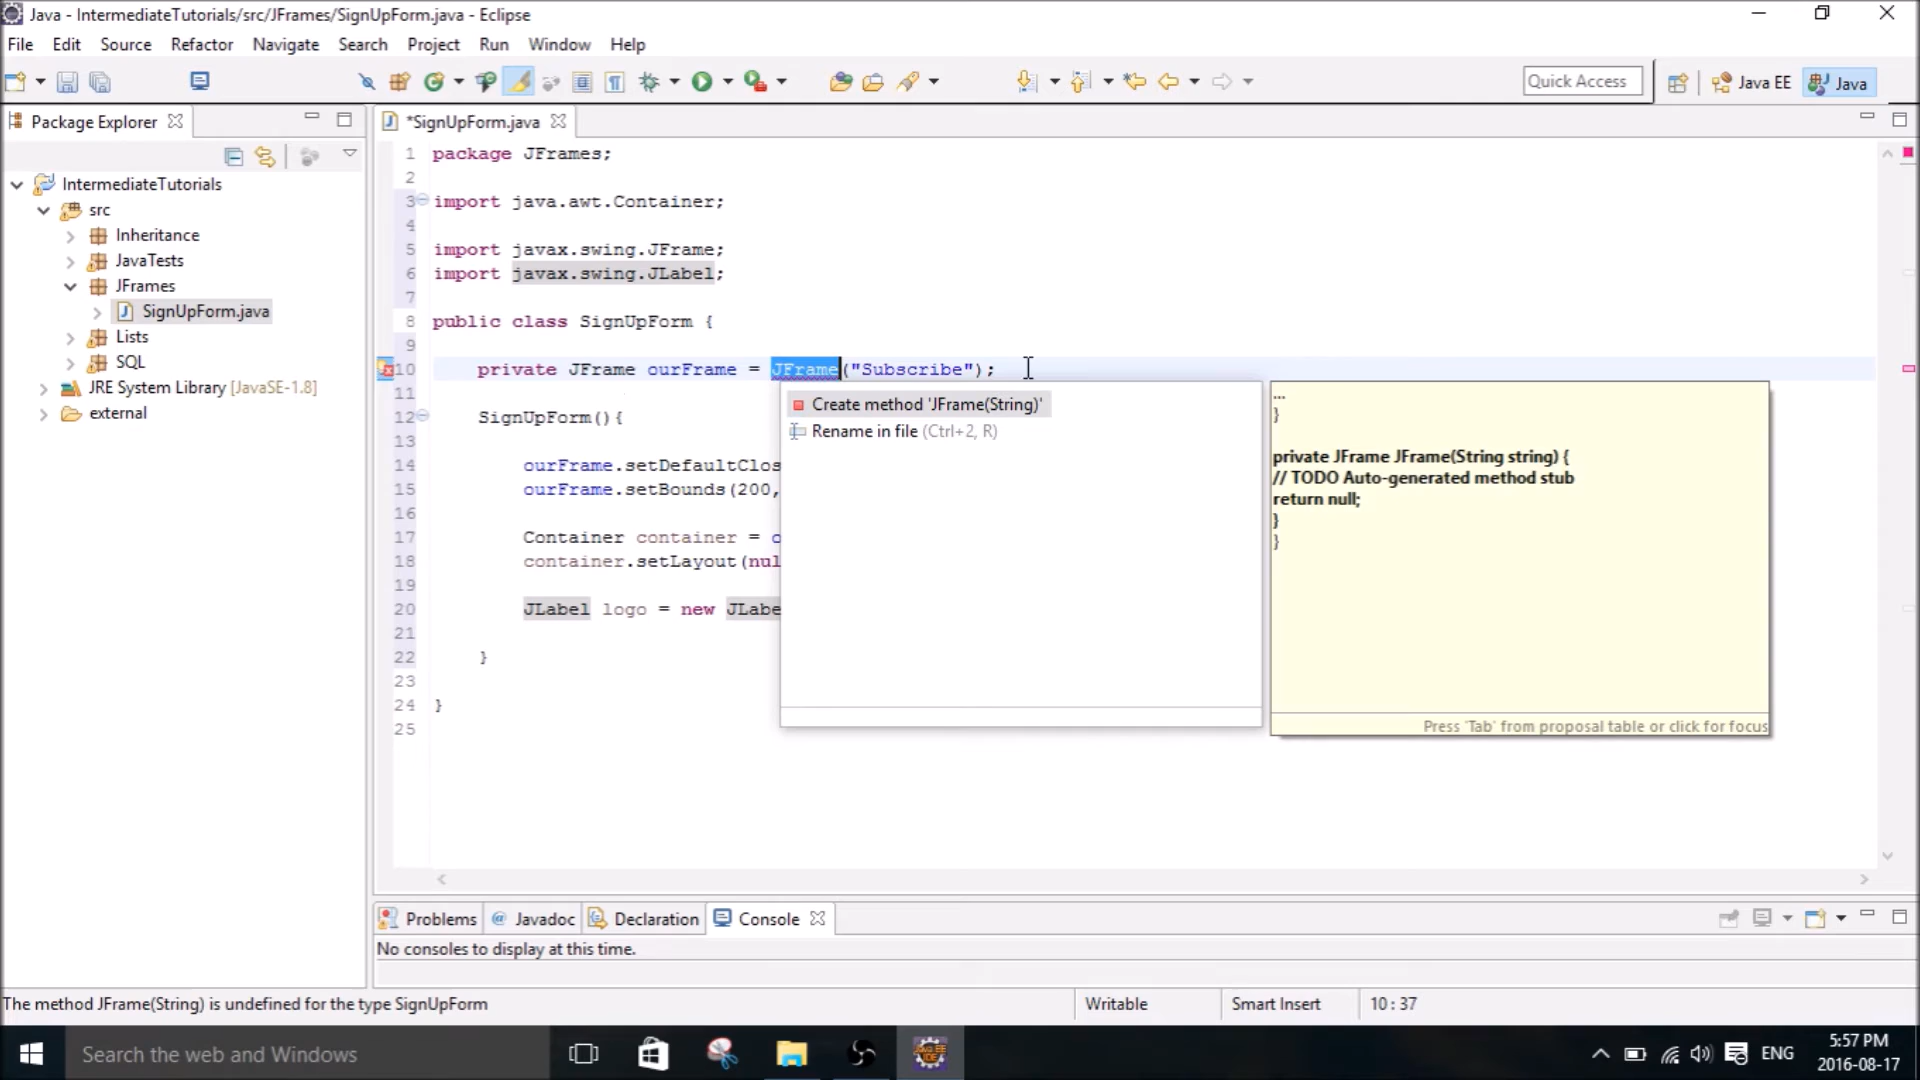 Java - IntermediateTutorials/src/JFrames/SignUpForm.java - Eclipse
File Edit Source Refactor Navigate Search Project Run Window Help
Quick Access Java EE Java
Package Explorer
*SignUpForm.java
IntermediateTutorials
src
Inheritance
JavaTests
JFrames
SignUpForm.java
Lists
SQL
JRE System Library [JavaSE-1.8]
external
1 package JFrames;
2
3 import java.awt.Container;
4
5 import javax.swing.JFrame;
6 import javax.swing.JLabel;
7
8 public class SignUpForm {
9
10 private JFrame ourFrame = JFrame("Subscribe");
11
12 SignUpForm(){
13
14 ourFrame.setDefaultClos
15 ourFrame.setBounds(200,
16
17 Container container = o
18 container.setLayout(nul
19
20 JLabel logo = new JLabe
21
22 }
23
24 }
25
Create method 'JFrame(String)'
Rename in file (Ctrl+2, R)
...
}
private JFrame JFrame(String string) {
// TODO Auto-generated method stub
return null;
}
}
Press 'Tab' from proposal table or click for focus
Problems Javadoc Declaration Console
No consoles to display at this time.
The method JFrame(String) is undefined for the type SignUpForm Writable Smart Insert 10 : 37
Search the web and Windows
ENG
5:57 PM
2016-08-17